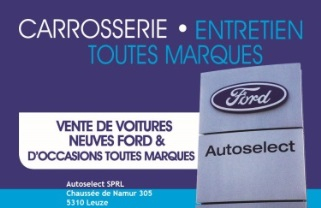 CARROSSERIE • ENTRETIEN
TOUTES MARQUES
Ford
Autoselect
VENTE DE VOITURES
NEUVES FORD &
D'OCCASIONS TOUTES MARQUES
Autoselect SPRL
Chaussée de Namur 305
5310 Leuze